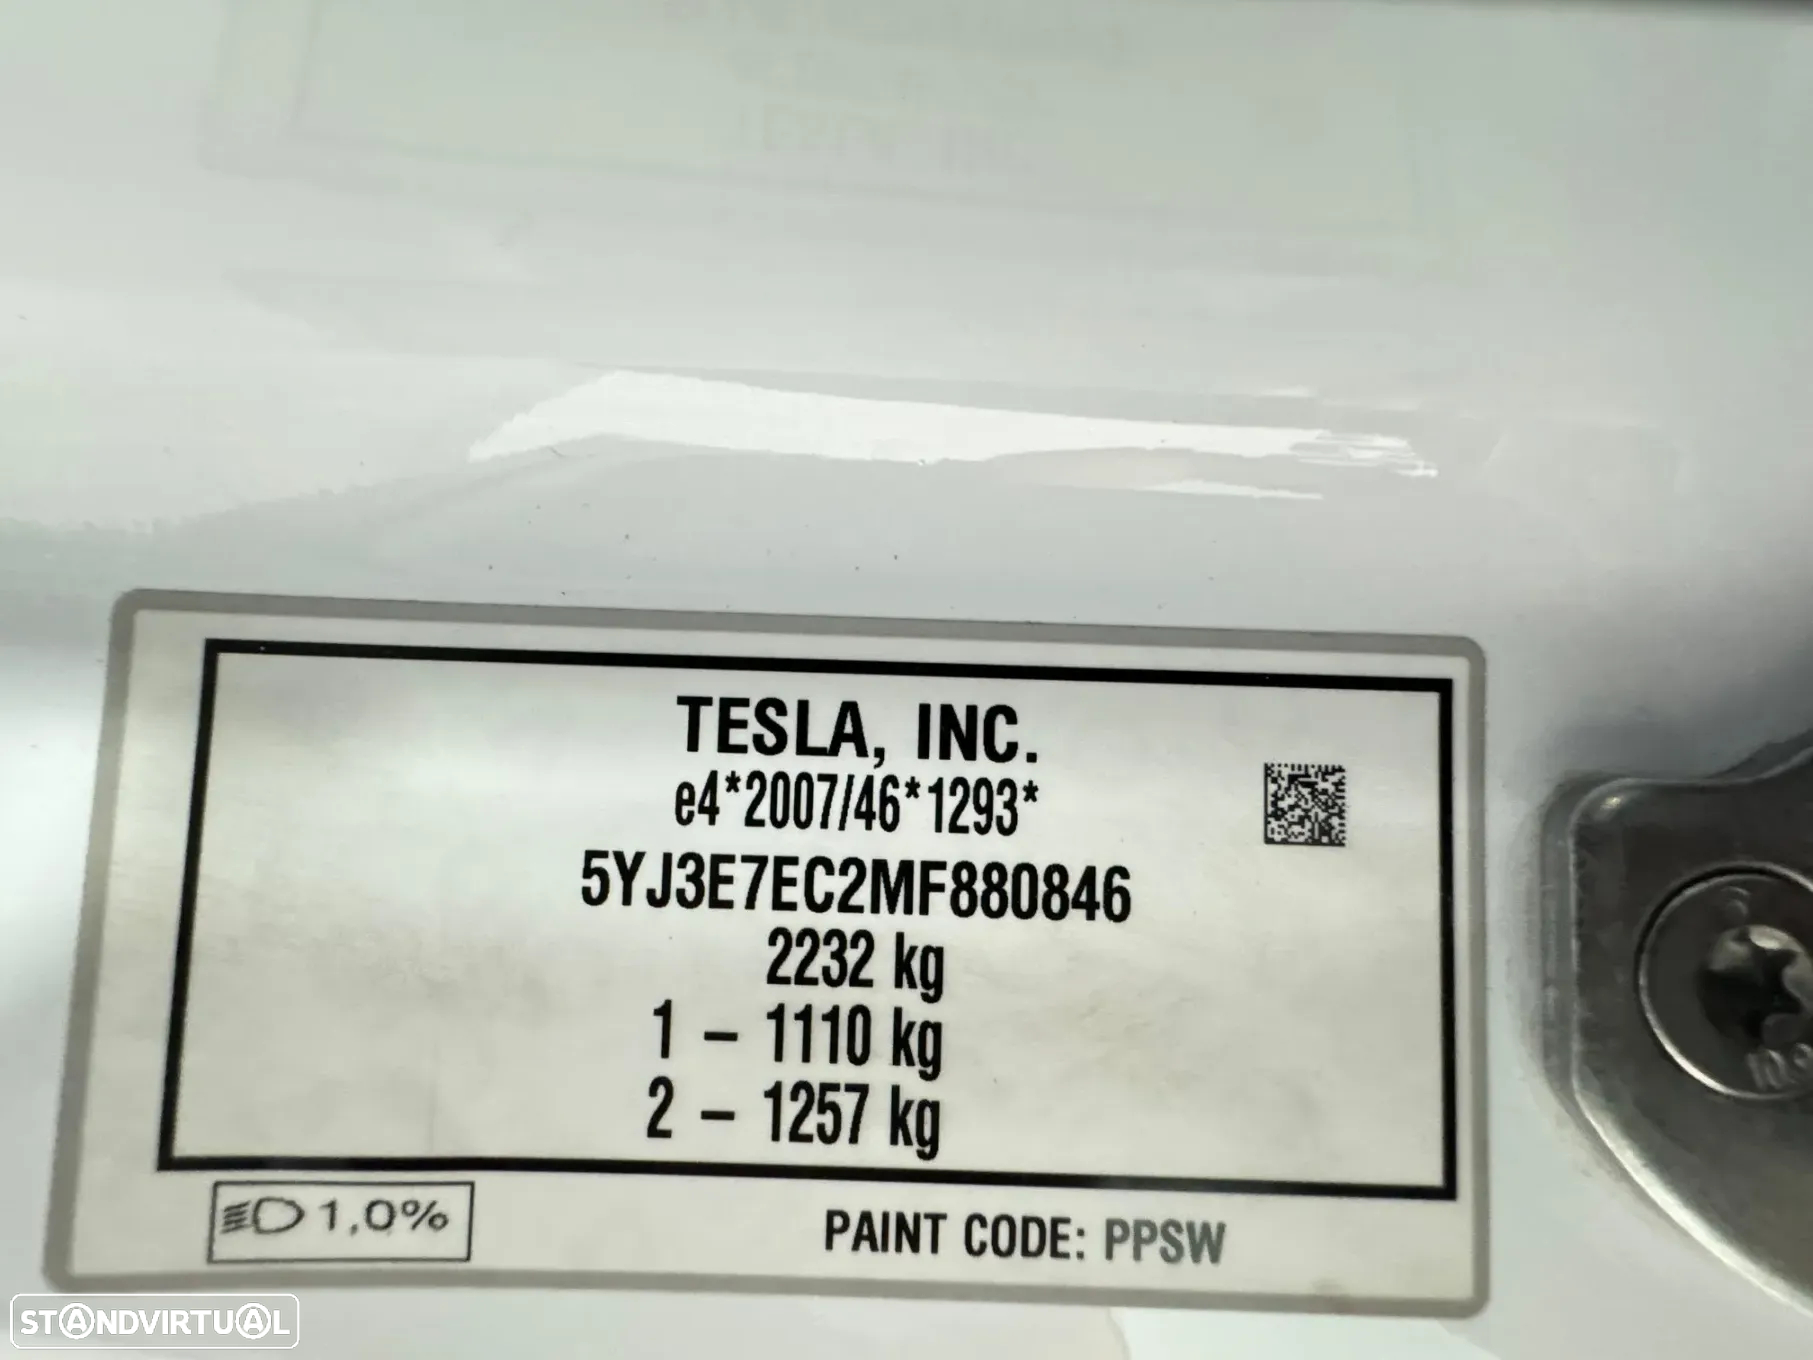 TESLA, INC.
e4*2007/46*1293*
5YJ3E7EC2MF880846
2232 kg
1 – 1110 kg
2 – 1257 kg
1,0%
PAINT CODE: PPSW
STANDVIRTUAL